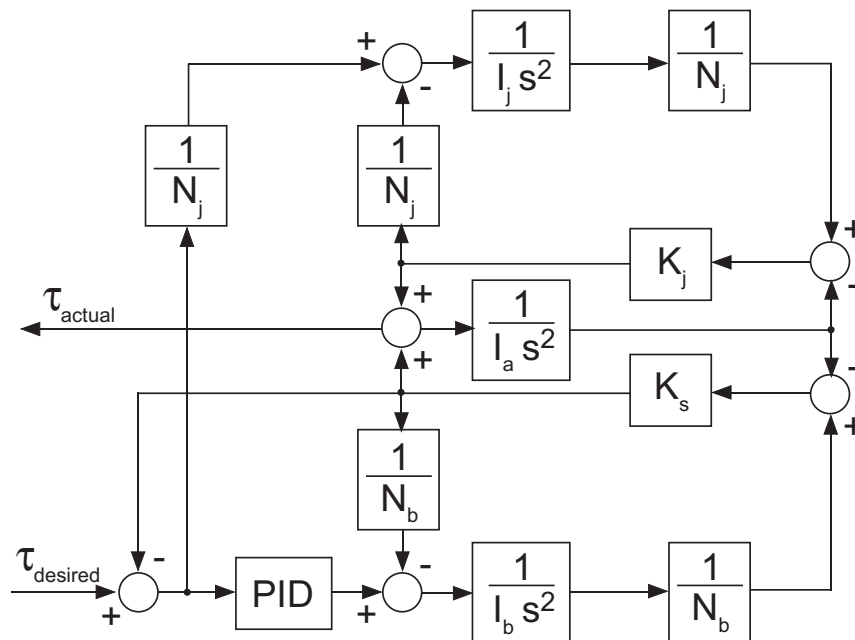 +
-
1
I_j s^2
1
N_j
1
N_j
1
N_j
+
-
K_j
τ_actual
+
+
1
I_a s^2
-
+
K_s
1
N_b
τ_desired
+
-
PID
+
-
1
I_b s^2
1
N_b